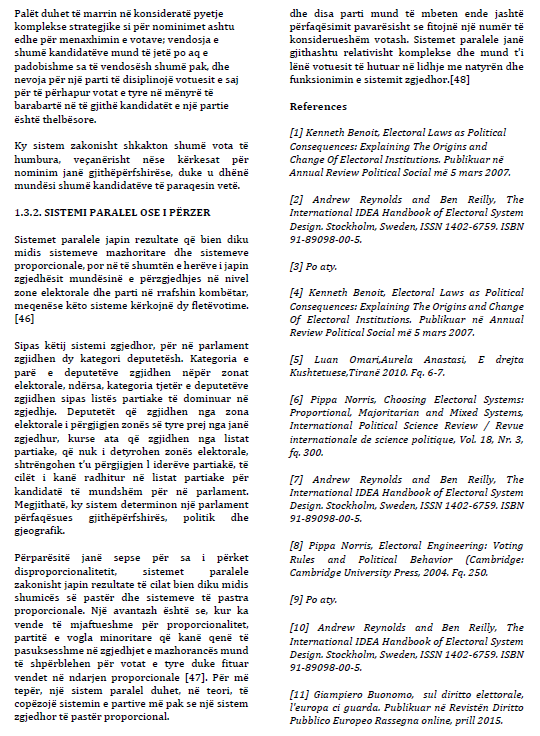 Palët duhet të marrin në konsideratë pyetje
komplekse strategjike si për nominimet ashtu
edhe për menaxhimin e votave; vendosja e
shumë kandidatëve mund të jetë po aq e
padobishme sa të vendosësh shumë pak, dhe
nevoja për një parti të disiplinojë votuesit e saj
për të përhapur votat e tyre në mënyrë të
barabartë në të gjithë kandidatët e një partie
është thelbësore.
Ky sistem zakonisht shkakton shumë vota të
humbura, veçanërisht nëse kërkesat për
nominim janë gjithëpërfshirëse, duke u dhënë
mundësi shumë kandidatëve të paraqesin vetë.
1.3.2. SISTEMI PARALEL OSE I PËRZER
Sistemet paralele japin rezultate që bien diku
midis sistemeve mazhoritare dhe sistemeve
proporcionale, por në të shumtën e herëve i japin
zgjedhësit mundësinë e përzgjedhjes në nivel
zone elektorale dhe parti në rrafshin kombëtar,
meqenëse këto sisteme kërkojnë dy fletëvotime.
[46]
Sipas këtij sistemi zgjedhor, për në parlament
zgjidhen dy kategori deputetësh. Kategoria e
parë e deputetëve zgjidhen nëpër zonat
elektorale, ndërsa, kategoria tjetër e deputetëve
zgjidhen sipas listës partiake të dominuar në
zgjedhje. Deputetët që zgjidhen nga zona
elektorale i përgjigjen zonës së tyre prej nga janë
zgjedhur, kurse ata që zgjidhen nga listat
partiake, që nuk i detyrohen zonës elektorale,
shtrëngohen t'u përgjigjen l iderëve partiakë, të
cilët i kanë radhitur në listat partiake për
kandidatë të mundshëm për në parlament.
Megjithatë, ky sistem determinon një parlament
përfaqësues gjithëpërfshirës, politik dhe
gjeografik.
Përparësitë janë sepse për sa i përket
disproporcionalitetit, sistemet paralele
zakonisht japin rezultate të cilat bien diku midis
shumicës së pastër dhe sistemeve të pastra
proporcionale. Një avantazh është se, kur ka
vende të mjaftueshme për proporcionalitet,
partitë e vogla minoritare që kanë qenë të
pasuksesshme në zgjedhjet e mazhorancës mund
të shpërblehen për votat e tyre duke fituar
vendet në ndarjen proporcionale [47]. Për më
tepër, një sistem paralel duhet, në teori, të
copëzojë sistemin e partive më pak se një sistem
zgjedhor të pastër proporcional.
dhe disa parti mund të mbeten ende jashtë
përfaqësimit pavarësisht se fitojnë një numër të
konsiderueshëm votash. Sistemet paralele janë
gjithashtu relativisht komplekse dhe mund t'i
lënë votuesit të hutuar në lidhje me natyrën dhe
funksionimin e sistemit zgjedhor.[48]
References
[1] Kenneth Benoit, Electoral Laws as Political
Consequences: Explaining The Origins and
Change Of Electoral Institutions. Publikuar në
Annual Review Political Social më 5 mars 2007.
[2] Andrew Reynolds and Ben Reilly, The
International IDEA Handbook of Electoral System
Design. Stockholm, Sweden, ISSN 1402-6759. ISBN
91-89098-00-5.
[3] Po aty.
[4] Kenneth Benoit, Electoral Laws as Political
Consequences: Explaining The Origins and Change
Of Electoral Institutions. Publikuar në Annual
Review Political Social më 5 mars 2007.
[5] Luan Omari,Aurela Anastasi, E drejta
Kushtetuese,Tiranë 2010. Fq. 6-7.
[6] Pippa Norris, Choosing Electoral Systems:
Proportional, Majoritarian and Mixed Systems,
International Political Science Review / Revue
internationale de science politique, Vol. 18, Nr. 3,
fq. 300.
[7] Andrew Reynolds and Ben Reilly, The
International IDEA Handbook of Electoral System
Design. Stockholm, Sweden, ISSN 1402-6759. ISBN
91-89098-00-5.
[8] Pippa Norris, Electoral Engineering: Voting
Rules and Political Behavior (Cambridge:
Cambridge University Press, 2004. Fq. 250.
[9] Po aty.
[10] Andrew Reynolds and Ben Reilly, The
International IDEA Handbook of Electoral System
Design. Stockholm, Sweden, ISSN 1402-6759. ISBN
91-89098-00-5.
[11] Giampiero Buonomo, sul diritto elettorale,
l'europa ci guarda. Publikuar në Revistën Diritto
Pubblico Europeo Rassegna online, prill 2015.